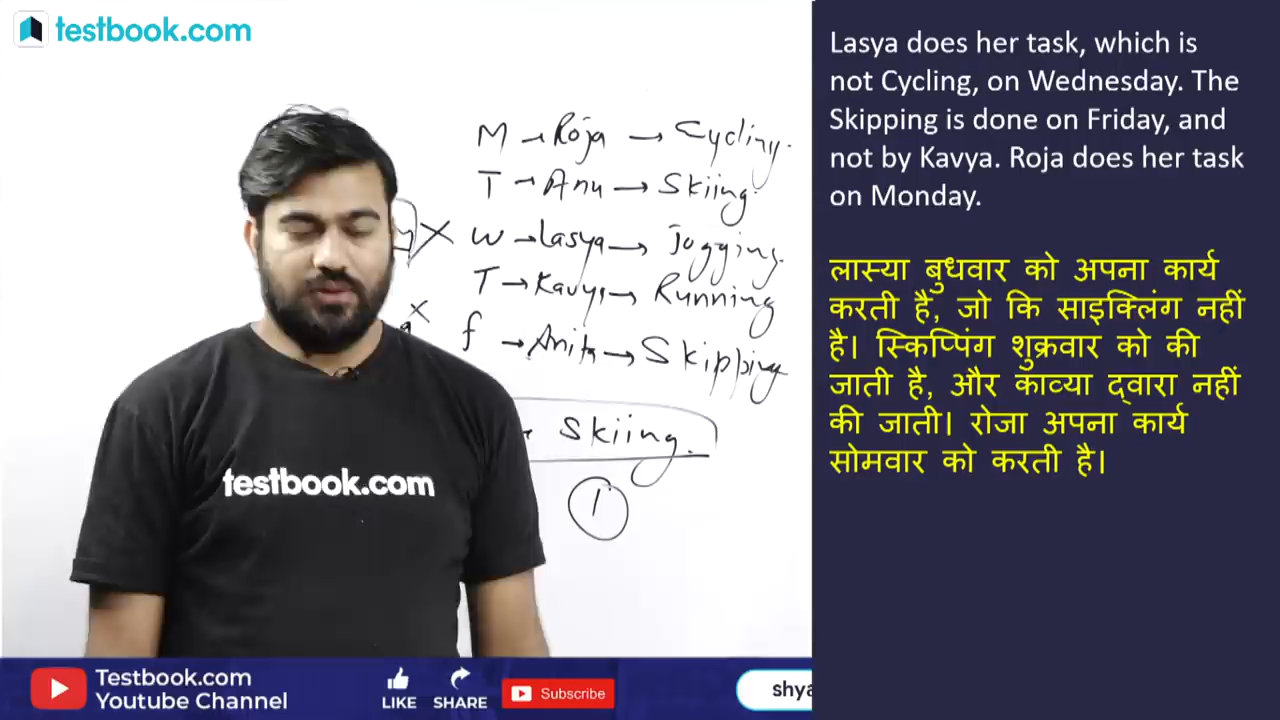 testbook.com
Lasya does her task, which is
not Cycling, on Wednesday. The
Skipping is done on Friday, and
not by Kavya. Roja does her task
on Monday.
लास्या बुधवार को अपना कार्य
करती है, जो कि साइक्लिंग नहीं
है। स्किप्पिंग शुक्रवार को की
जाती है, और काव्या द्वारा नहीं
की जाती। रोजा अपना कार्य
सोमवार को करती है।
M → Roja → Cycling.
T → Anu → Skiing.
W → Lasya → Jogging.
T → Kavya → Running
f → Anita → Skipping
Skiing.
1
testbook.com
Testbook.com
Youtube Channel
LIKE
SHARE
Subscribe
shya